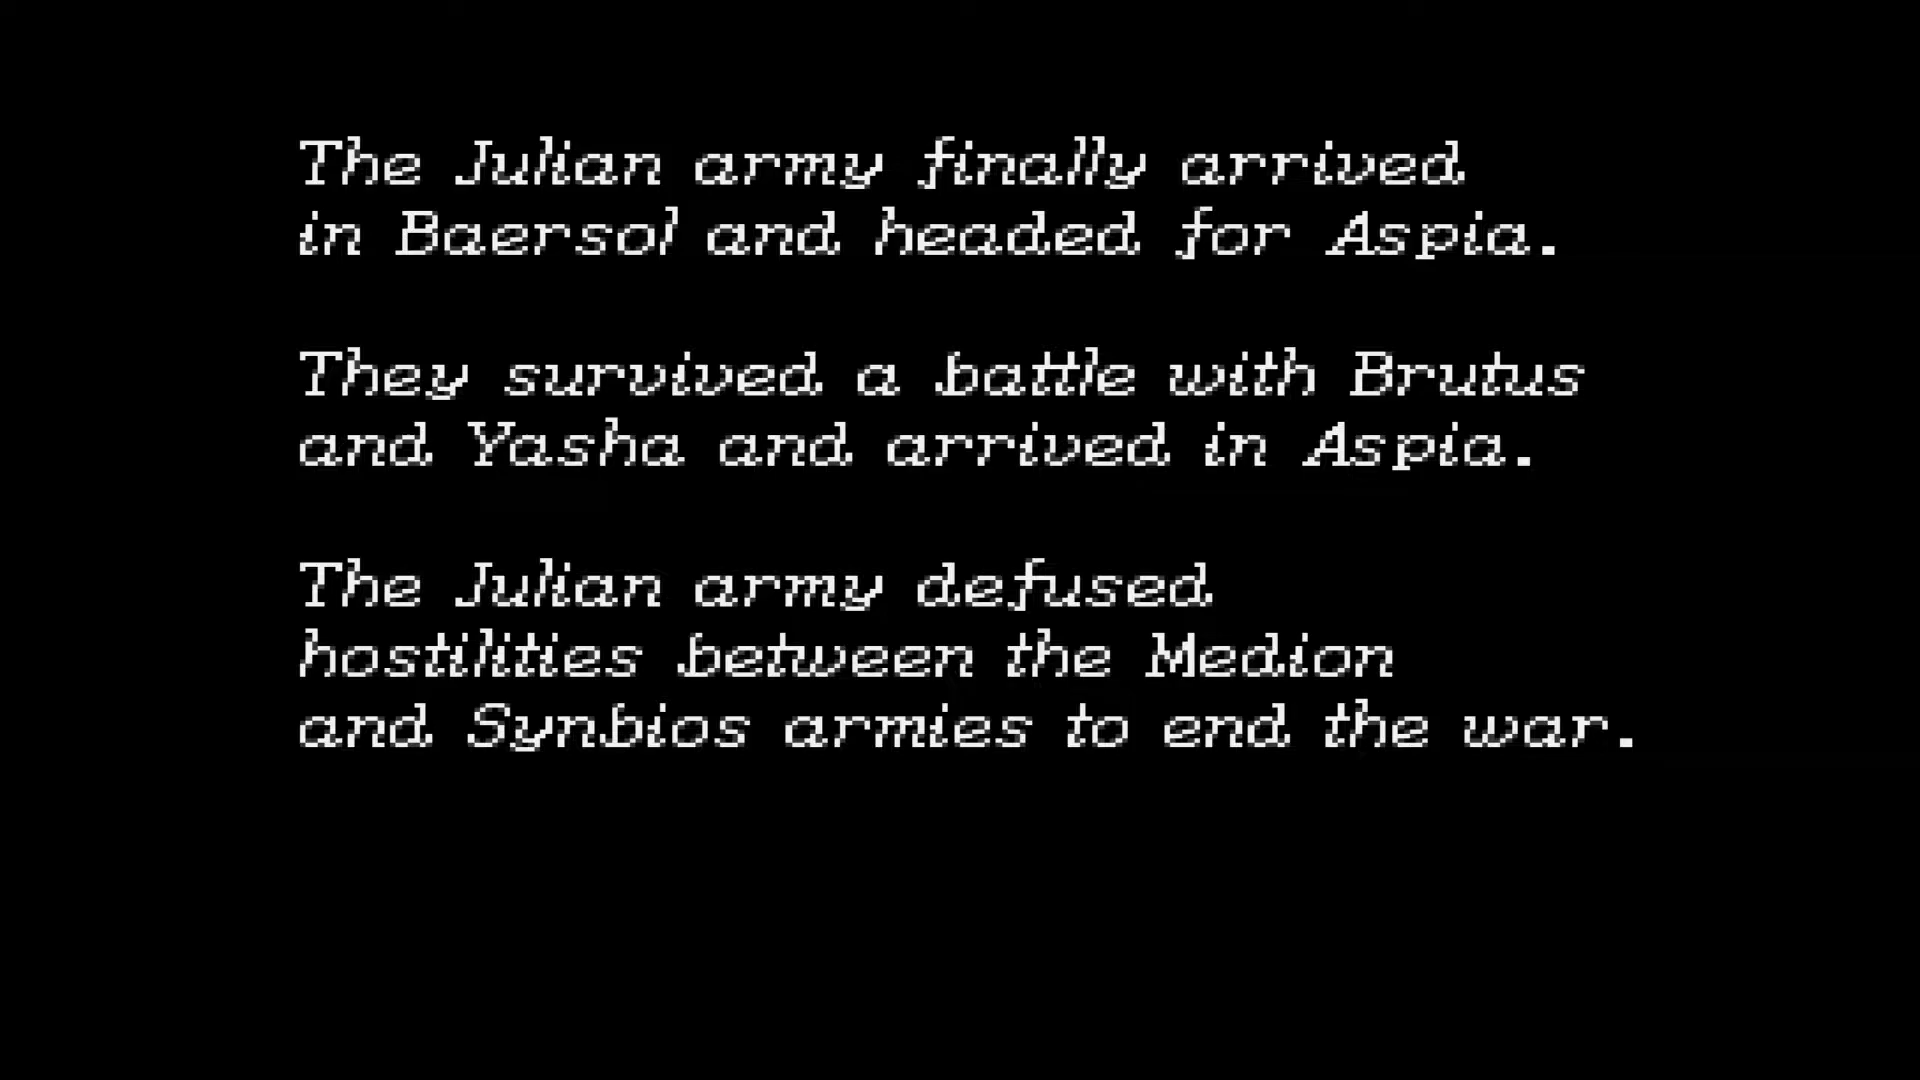 The Julian army finally arrived
in Baersol and headed for Aspia.
They survived a battle with Brutus
and Yasha and arrived in Aspia.
The Julian army defused
hostilities between the Medion
and Synbios armies to end the war.